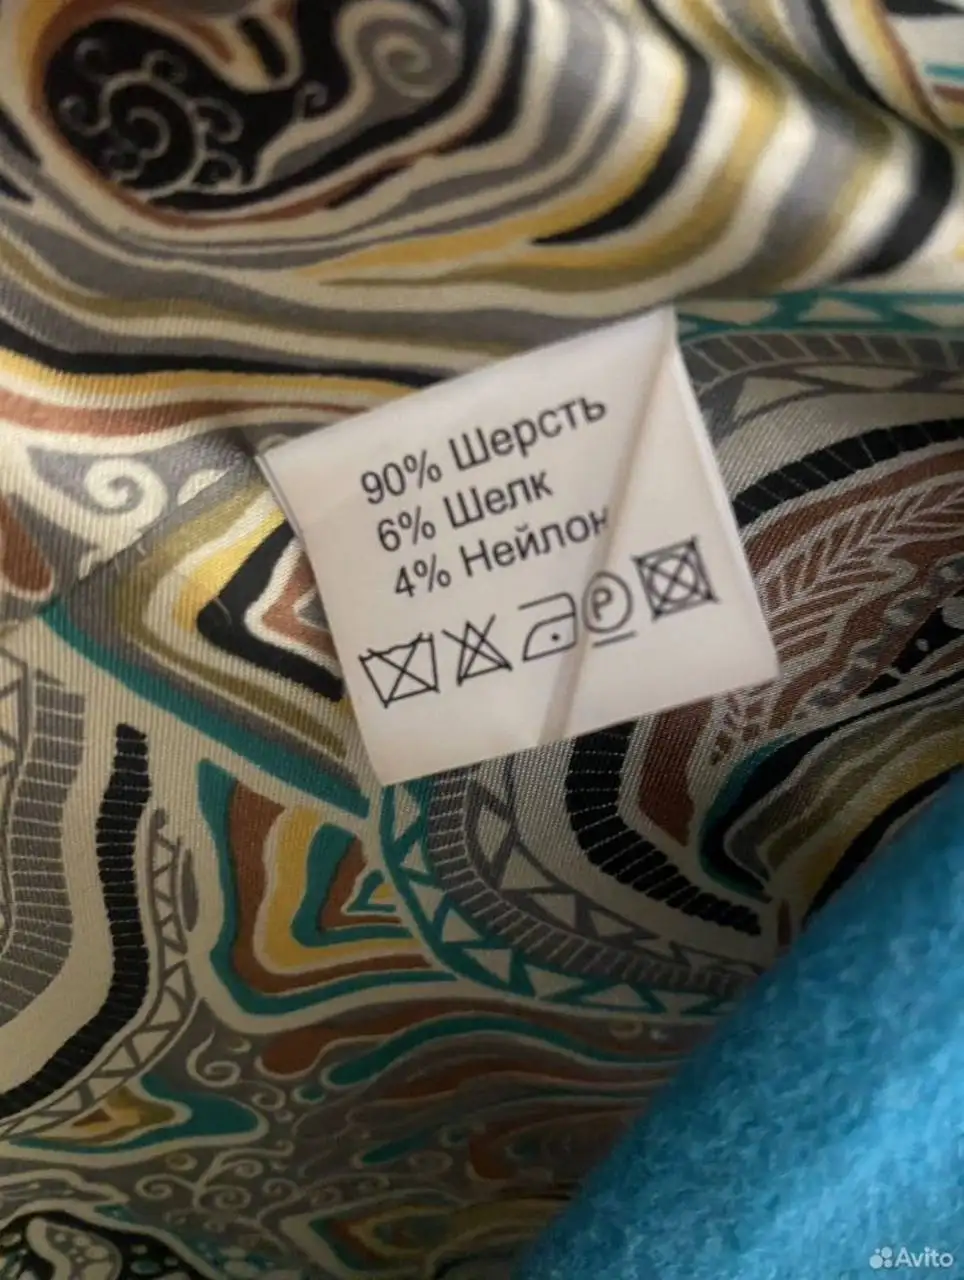 90% Шерсть
6% Шелк
4% Нейлон
P
Avito